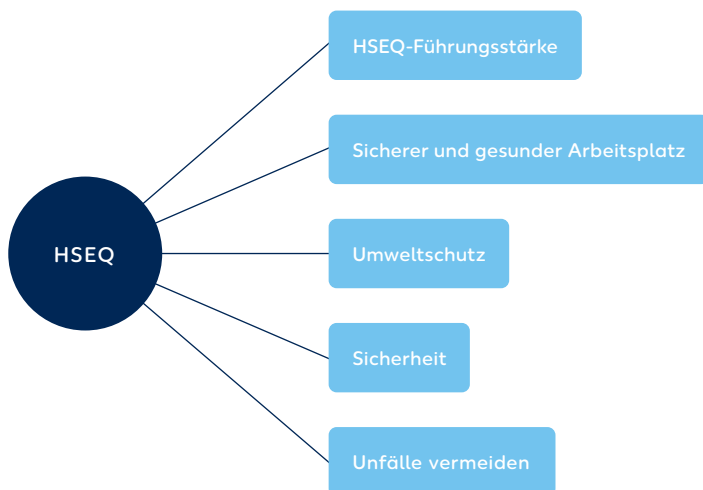 HSEQ-Führungsstärke
Sicherer und gesunder Arbeitsplatz
HSEQ
Umweltschutz
Sicherheit
Unfälle vermeiden